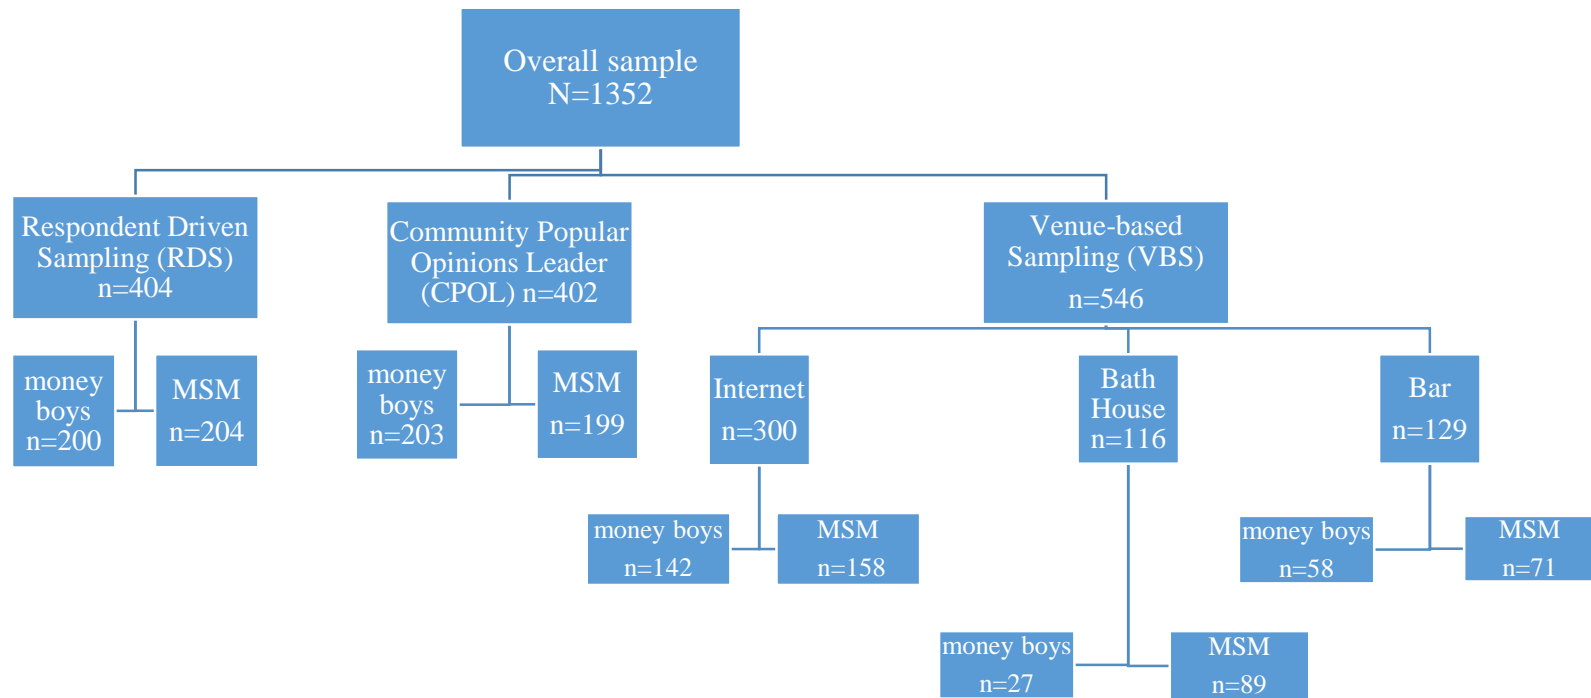 Overall sample
N=1352
Respondent Driven
Sampling (RDS)
n=404
Community Popular
Opinions Leader
(CPOL) n=402
Venue-based
Sampling (VBS)
n=546
money
boys
n=200
MSM
n=204
money
boys
n=203
MSM
n=199
Internet
n=300
Bath
House
n=116
Bar
n=129
money boys
n=142
MSM
n=158
money boys
n=58
MSM
n=71
money boys
n=27
MSM
n=89